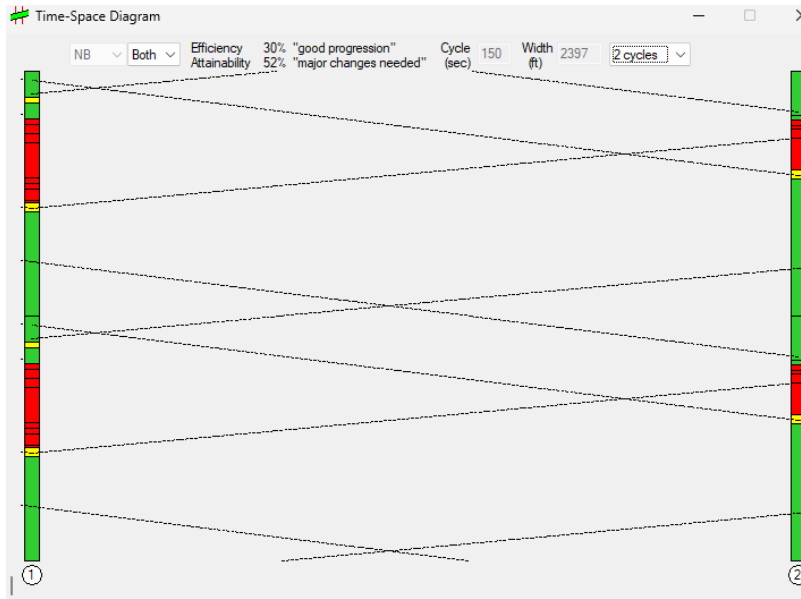 Time-Space Diagram
NB Both Efficiency 30% "good progression" Cycle 150 Width 2397 2 cycles
Attainability 52% "major changes needed" (sec) (ft)
1 2